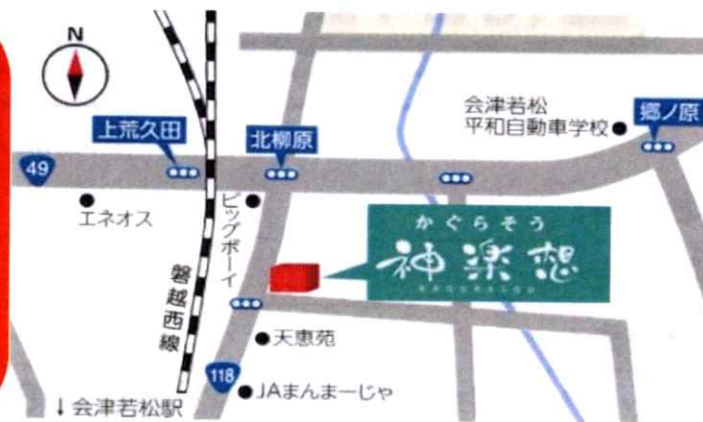 N
会津若松
平和自動車学校
郷ノ原
上荒久田
北柳原
49
エネオス
ビッグボーイ
かぐらそう
神楽想
KAGURASOU
磐越西線
天恵苑
118
JAまんまーじゃ
↓会津若松駅